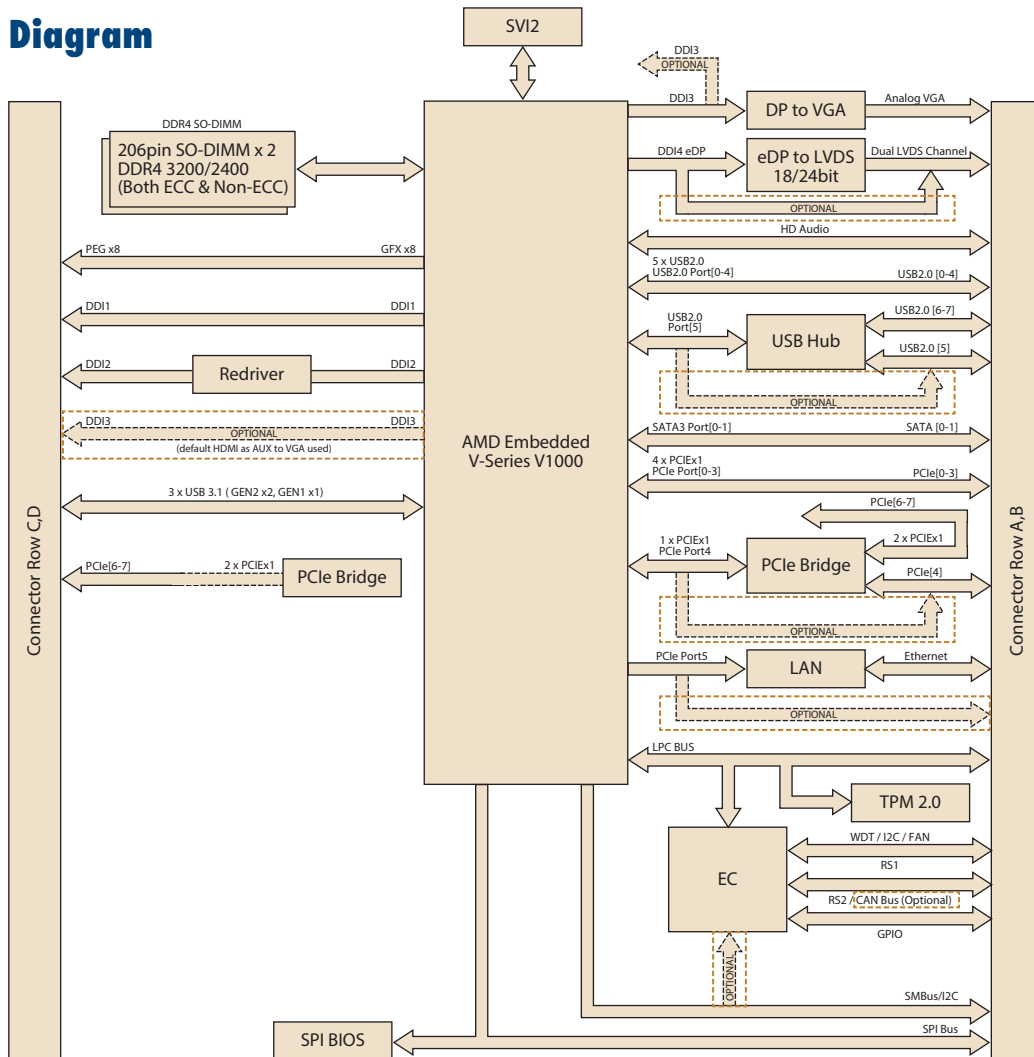 Diagram
SVI2
DDI3
OPTIONAL
DDI3
DP to VGA
Analog VGA
DDR4 SO-DIMM
206pin SO-DIMM x 2
DDR4 3200/2400
(Both ECC & Non-ECC)
DDI4 eDP
eDP to LVDS
18/24bit
Dual LVDS Channel
OPTIONAL
HD Audio
PEG x8
GFX x8
5 x USB2.0
USB2.0 Port[0-4]
USB2.0 [0-4]
DDI1
DDI1
USB2.0
Port[5]
USB Hub
USB2.0 [6-7]
USB2.0 [5]
OPTIONAL
DDI2
Redriver
DDI2
DDI3
DDI3
OPTIONAL
(default HDMI as AUX to VGA used)
AMD Embedded
V-Series V1000
SATA3 Port[0-1]
SATA [0-1]
4 x PCIEx1
PCIe Port[0-3]
PCIe[0-3]
3 x USB 3.1 ( GEN2 x2, GEN1 x1)
PCIe[6-7]
1 x PCIEx1
PCIe Port4
PCIe Bridge
2 x PCIEx1
PCIe[4]
OPTIONAL
PCIe[6-7]
2 x PCIEx1
PCIe Bridge
Connector Row C,D
Connector Row A,B
PCIe Port5
LAN
Ethernet
OPTIONAL
LPC BUS
TPM 2.0
EC
WDT / I2C / FAN
RS1
RS2 / CAN Bus (Optional)
GPIO
OPTIONAL
SMBus/I2C
SPI BIOS
SPI Bus